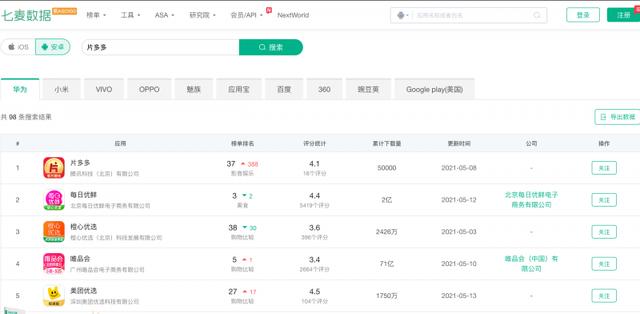 七麦数据
榜单
工具
ASA
研究院
会员/API
NextWorld
应用名称或者包名
登录
注册
iOS
安卓
片多多
搜索
华为
小米
VIVO
OPPO
魅族
应用宝
百度
360
豌豆荚
Google play(美国)
共 98 条搜索结果
导出数据
# 应用 榜单排名 评分统计 累计下载量 更新时间 公司 操作
1 片多多 37 388 4.1 50000 2021-05-08 - 关注
腾讯科技（北京）有限公司 影音娱乐 16个评分
2 每日优鲜 3 2 4.4 2亿 2021-05-12 北京每日优鲜电子商务有限公司 关注
北京每日优鲜电子商务有限公司 美食 5419个评分
3 橙心优选 38 30 3.6 2426万 2021-05-03 - 关注
橙心优选（北京）科技发展有限公司 购物比价 396个评分
4 唯品会 5 1 3.4 71亿 2021-05-10 唯品会（中国）有限公司 关注
广州唯品会电子商务有限公司 购物比价 2664个评分
5 美团优选 27 17 4.5 1750万 2021-05-13 - 关注
深圳美团优选科技有限公司 购物比价 104个评分